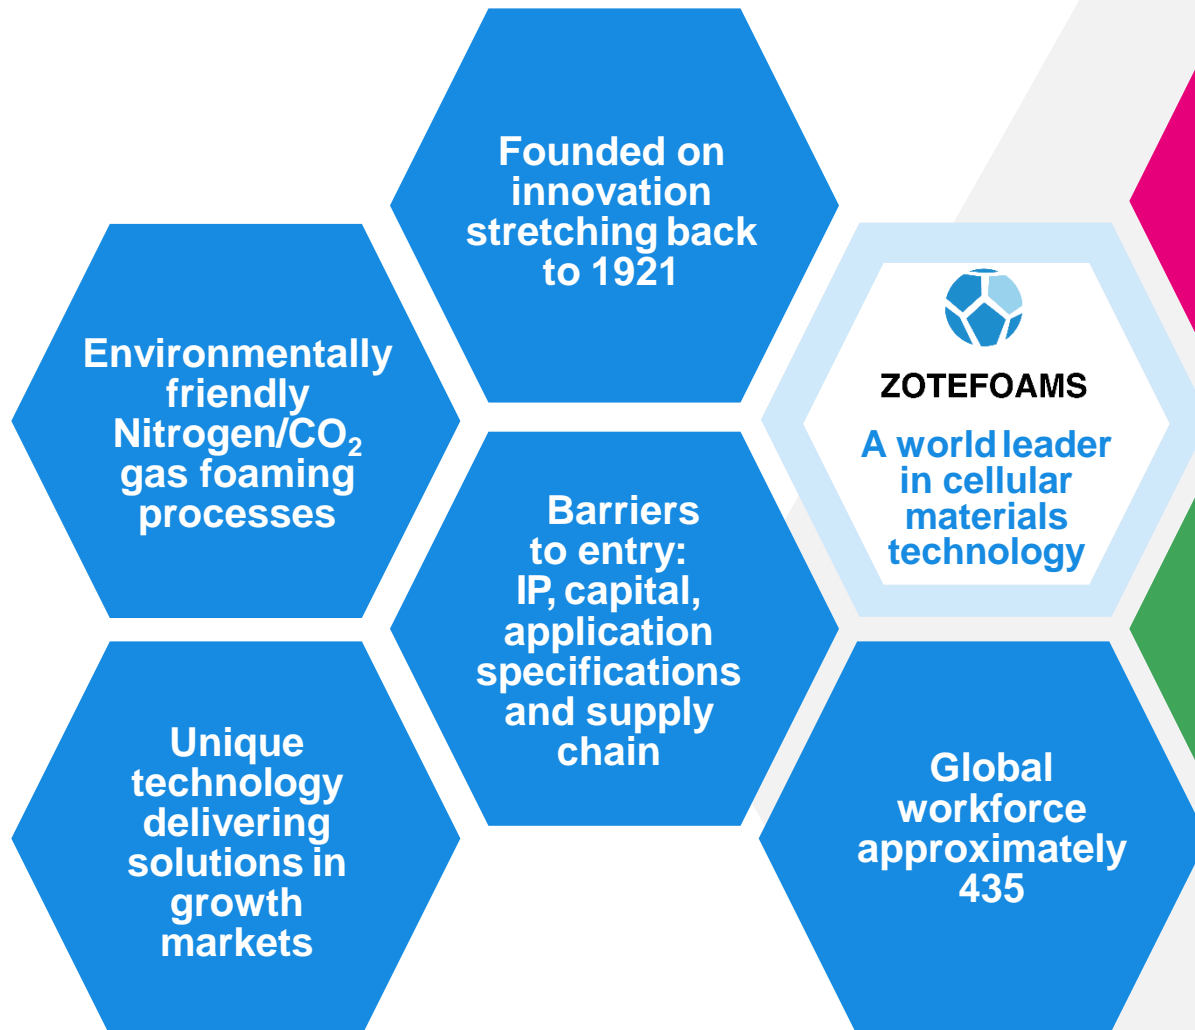 Founded on
innovation
stretching back
to 1921
Environmentally
friendly
Nitrogen/CO₂
gas foaming
processes
ZOTEFOAMS
A world leader
in cellular
materials
technology
Barriers
to entry:
IP, capital,
application
specifications
and supply
chain
Unique
technology
delivering
solutions in
growth
markets
Global
workforce
approximately
435